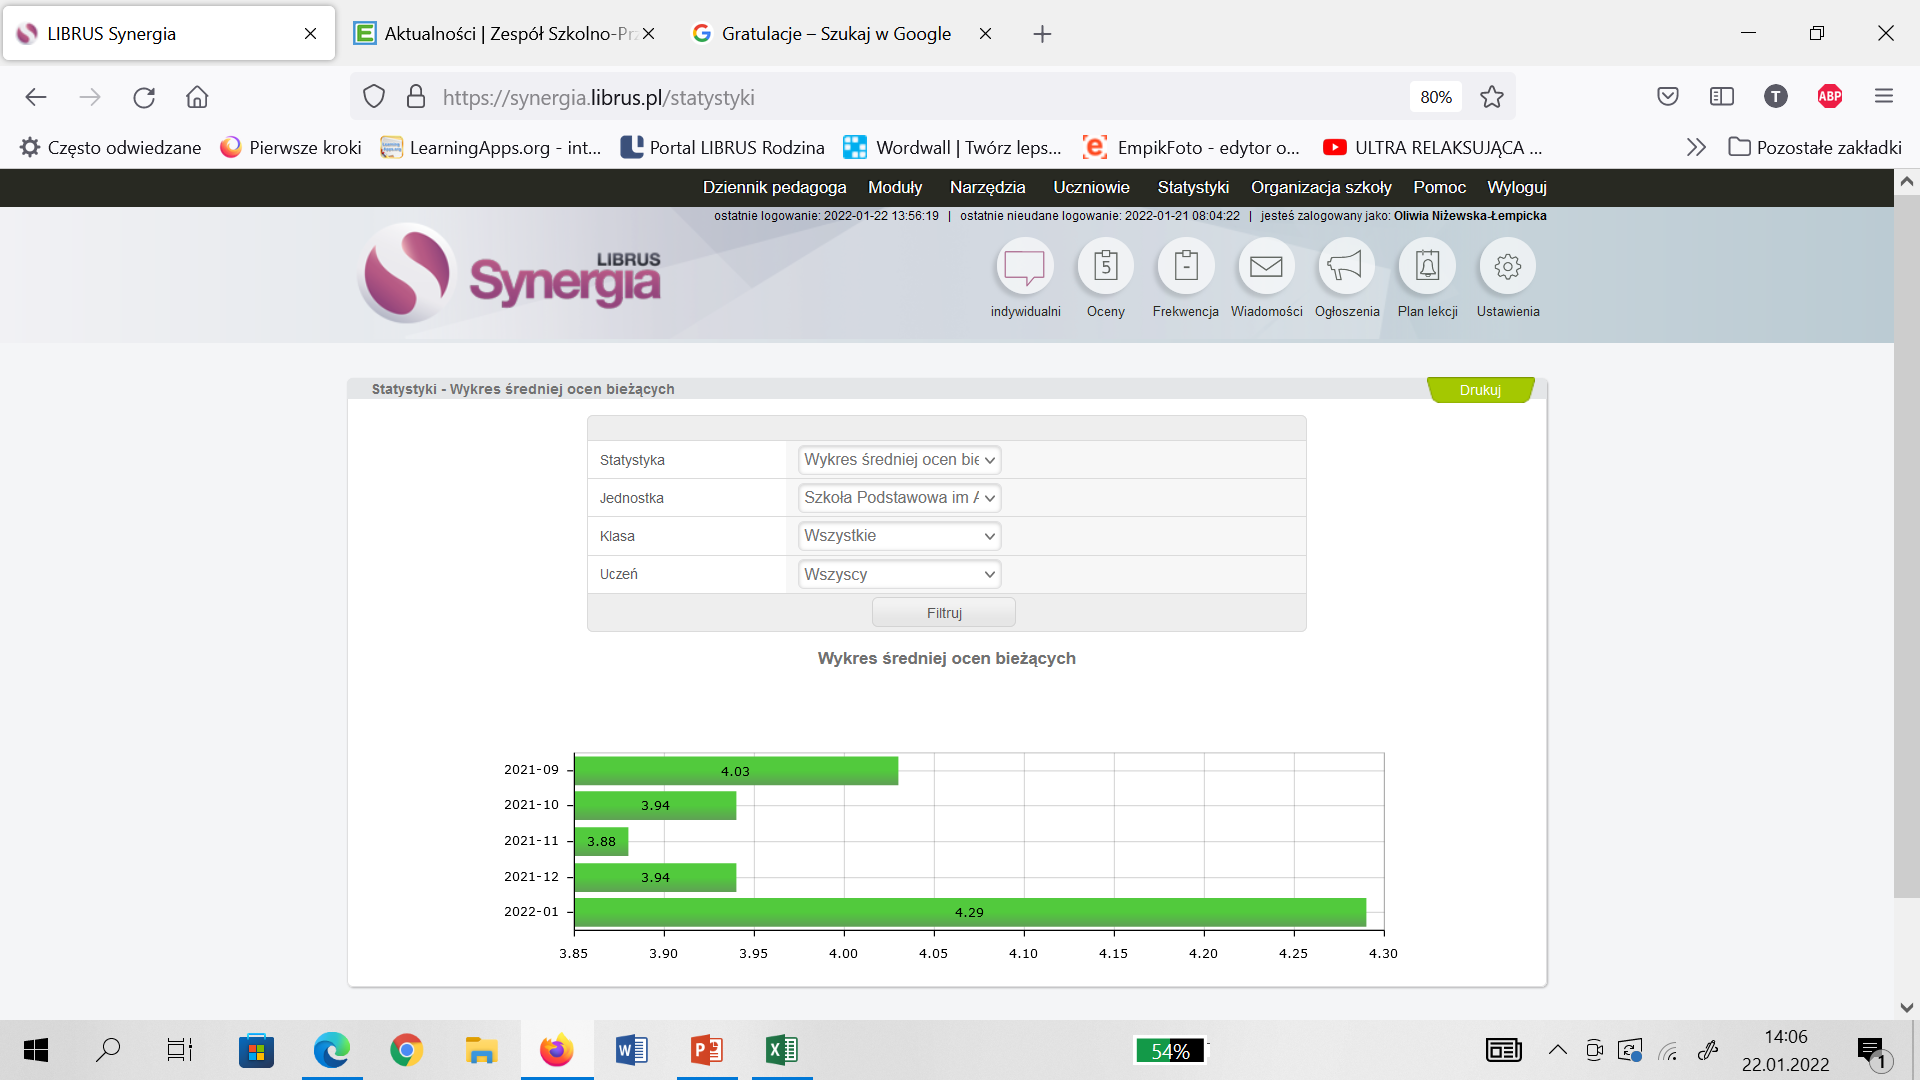 LIBRUS Synergia
Aktualności | Zespół Szkolno-Prz
Gratulacje – Szukaj w Google
https://synergia.librus.pl/statystyki
80%
T
ABP
Często odwiedzane
Pierwsze kroki
LearningApps.org - int...
Portal LIBRUS Rodzina
Wordwall | Twórz leps...
EmpikFoto - edytor o...
ULTRA RELAKSUJĄCA ...
Pozostałe zakładki
Dziennik pedagoga Moduły Narzędzia Uczniowie Statystyki Organizacja szkoły Pomoc Wyloguj
ostatnie logowanie: 2022-01-22 13:56:19 | ostatnie nieudane logowanie: 2022-01-21 08:04:22 | jesteś zalogowany jako: Oliwia Niżewska-Łempicka
LIBRUS
Synergia
5
indywidualni Oceny Frekwencja Wiadomości Ogłoszenia Plan lekcji Ustawienia
Statystyki - Wykres średniej ocen bieżących
Drukuj
Statystyka Wykres średniej ocen bie
Jednostka Szkoła Podstawowa im A
Klasa Wszystkie
Uczeń Wszyscy
Filtruj
Wykres średniej ocen bieżących
2021-09 4.03
2021-10 3.94
2021-11 3.88
2021-12 3.94
2022-01 4.29
3.85 3.90 3.95 4.00 4.05 4.10 4.15 4.20 4.25 4.30
54%
14:06
22.01.2022
1